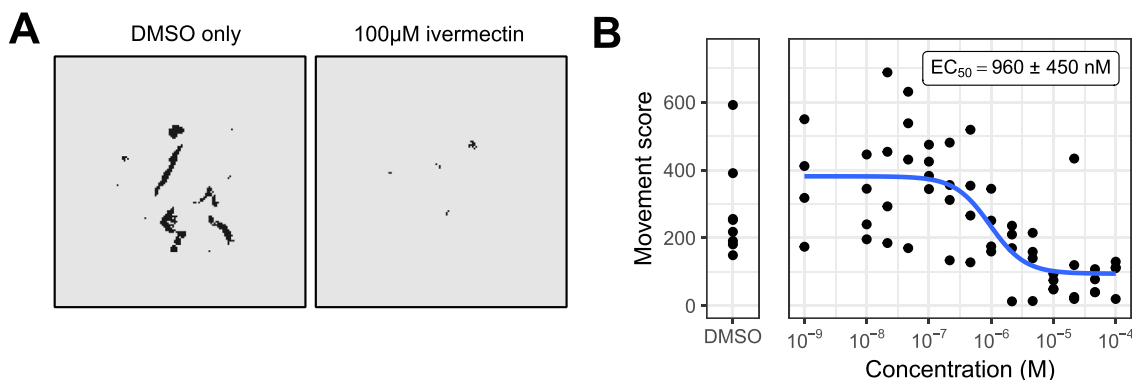 A
DMSO only
100µM ivermectin
B
Movement score
600
400
200
0
DMSO
EC₅₀ = 960 ± 450 nM
10⁻⁹
10⁻⁸
10⁻⁷
10⁻⁶
10⁻⁵
10⁻⁴
Concentration (M)